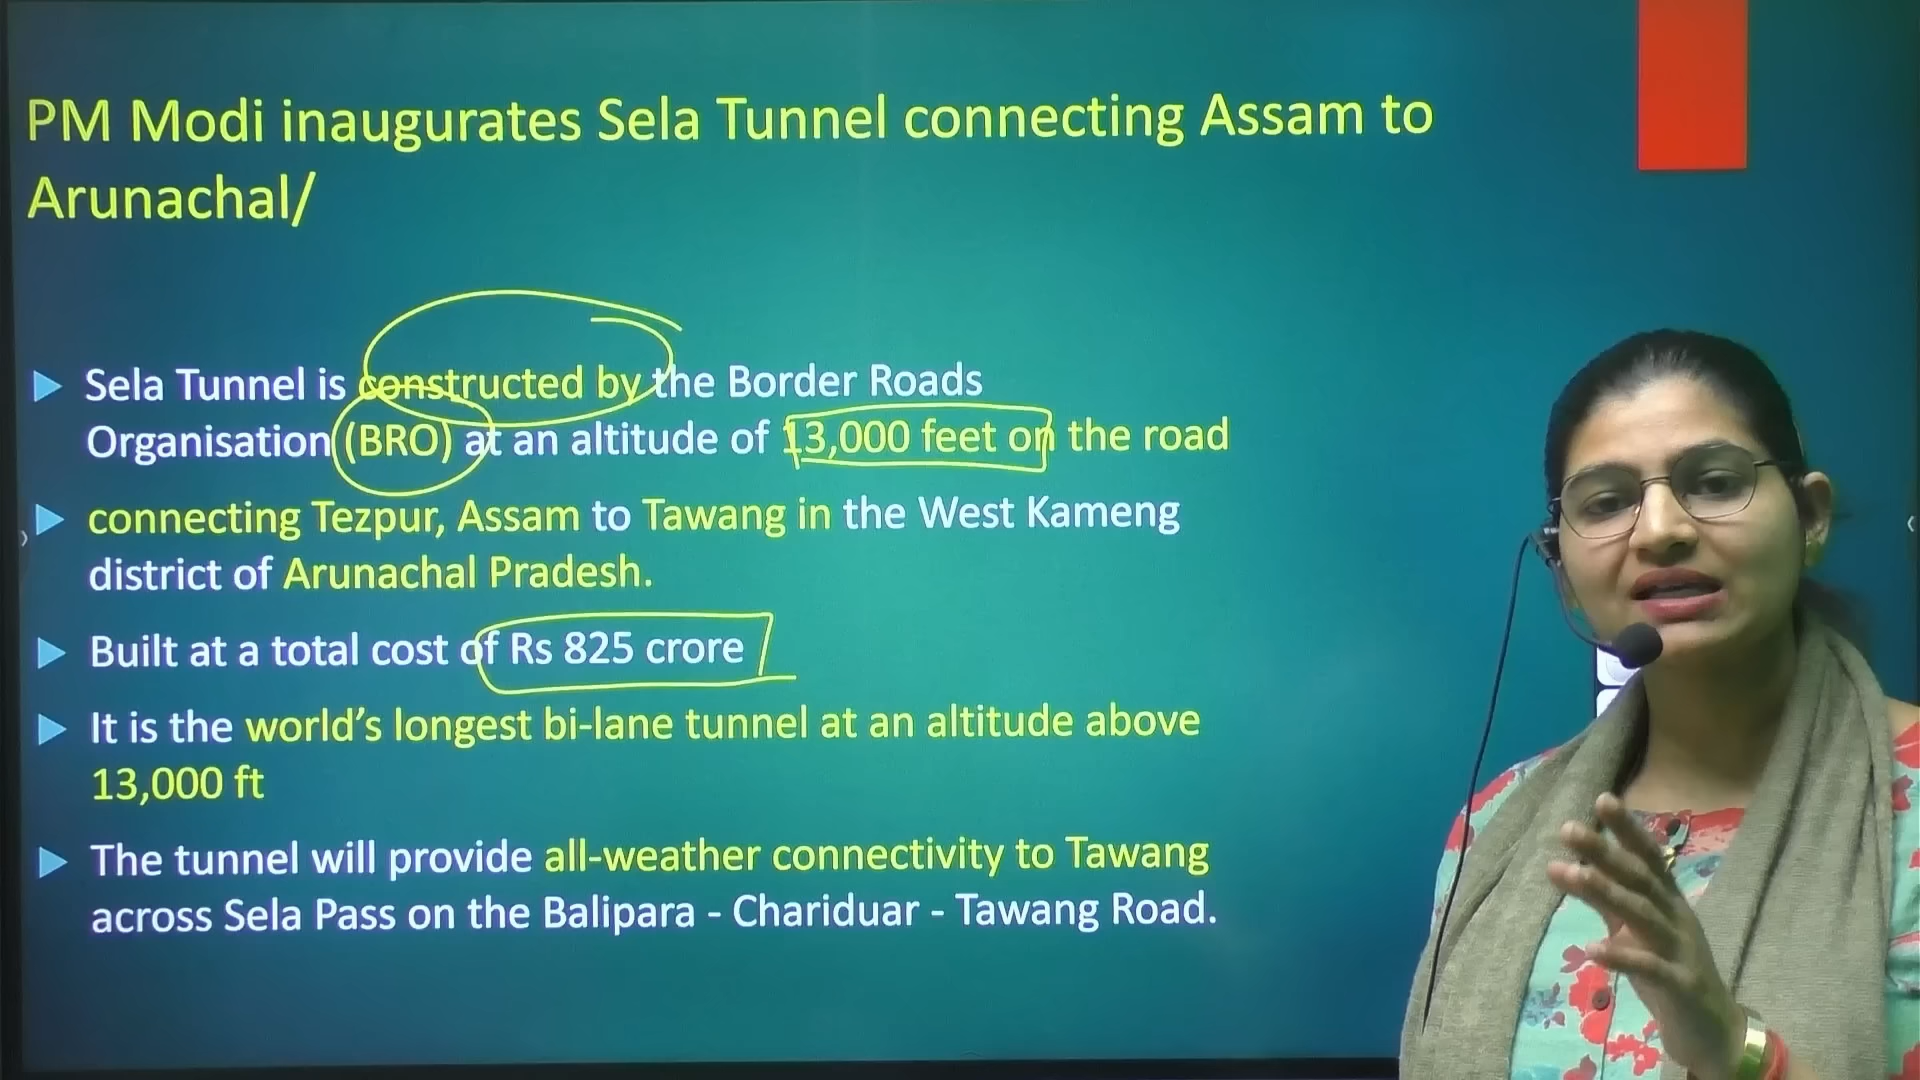 PM Modi inaugurates Sela Tunnel connecting Assam to
Arunachal/
Sela Tunnel is constructed by the Border Roads
Organisation (BRO) at an altitude of 13,000 feet on the road
connecting Tezpur, Assam to Tawang in the West Kameng
district of Arunachal Pradesh.
Built at a total cost of Rs 825 crore
It is the world's longest bi-lane tunnel at an altitude above
13,000 ft
The tunnel will provide all-weather connectivity to Tawang
across Sela Pass on the Balipara - Chariduar - Tawang Road.